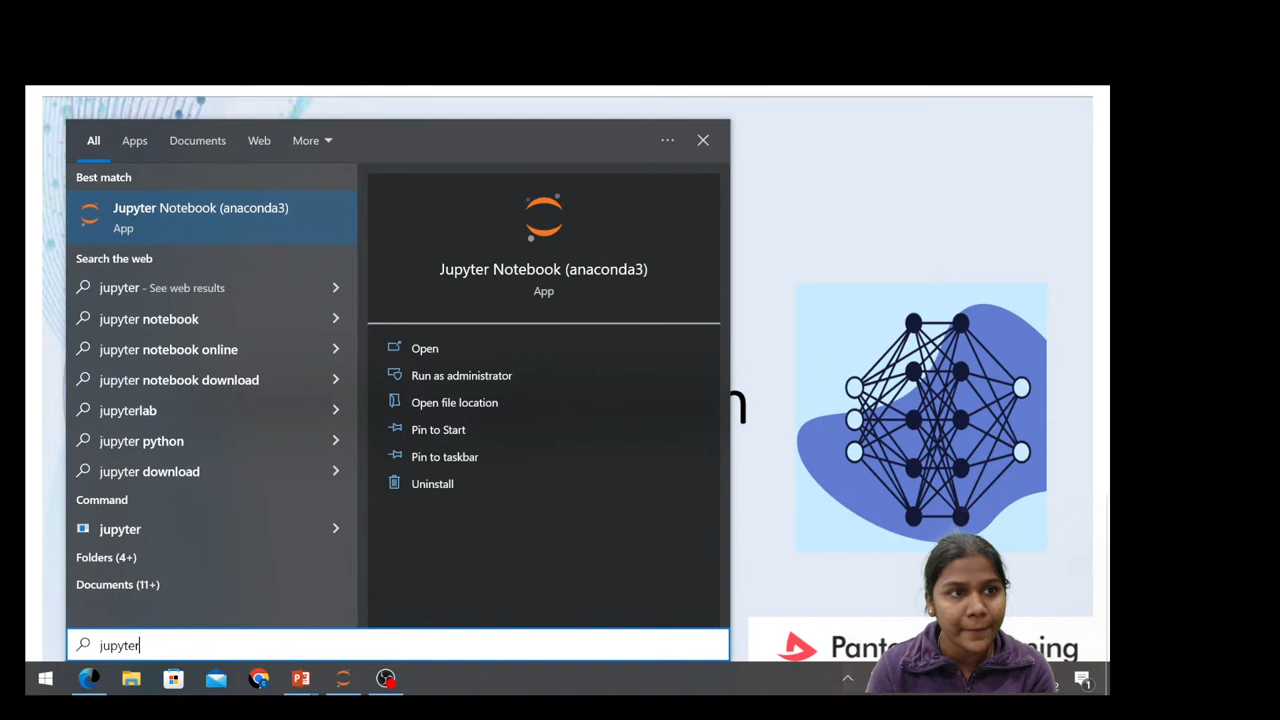 All Apps Documents Web More
Best match
Jupyter Notebook (anaconda3)
App
Search the web
jupyter - See web results
jupyter notebook
jupyter notebook online
jupyter notebook download
jupyterlab
jupyter python
jupyter download
Command
jupyter
Folders (4+)
Documents (11+)
Jupyter Notebook (anaconda3)
App
Open
Run as administrator
Open file location
Pin to Start
Pin to taskbar
Uninstall
jupyter
1